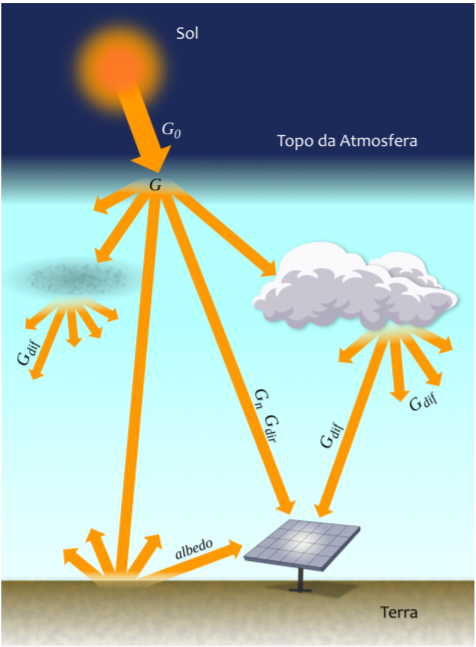 Sol
G0
Topo da Atmosfera
G
Gdif
Gn Gdir
Gdif
Gdif
albedo
Terra